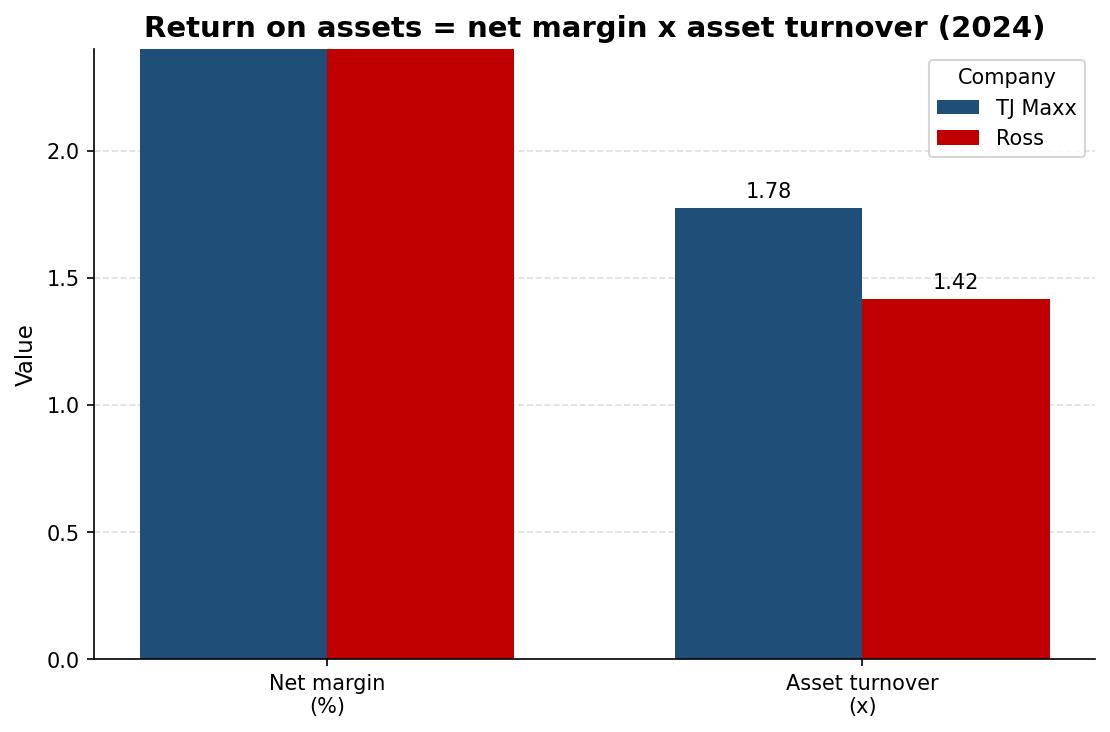 Return on assets = net margin x asset turnover (2024)
Company
TJ Maxx
Ross
2.0
1.5
1.0
0.5
0.0
Value
1.78
1.42
Net margin
(%)
Asset turnover
(x)